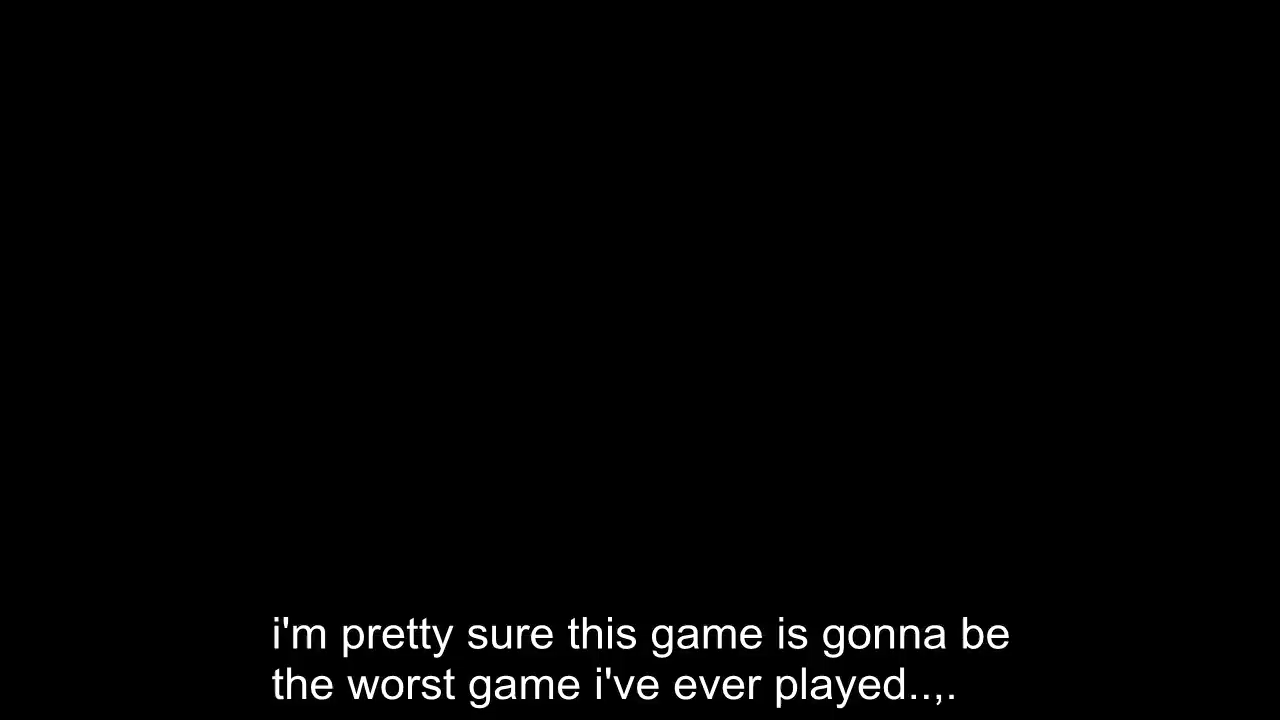 i'm pretty sure this game is gonna be
the worst game i've ever played..,.